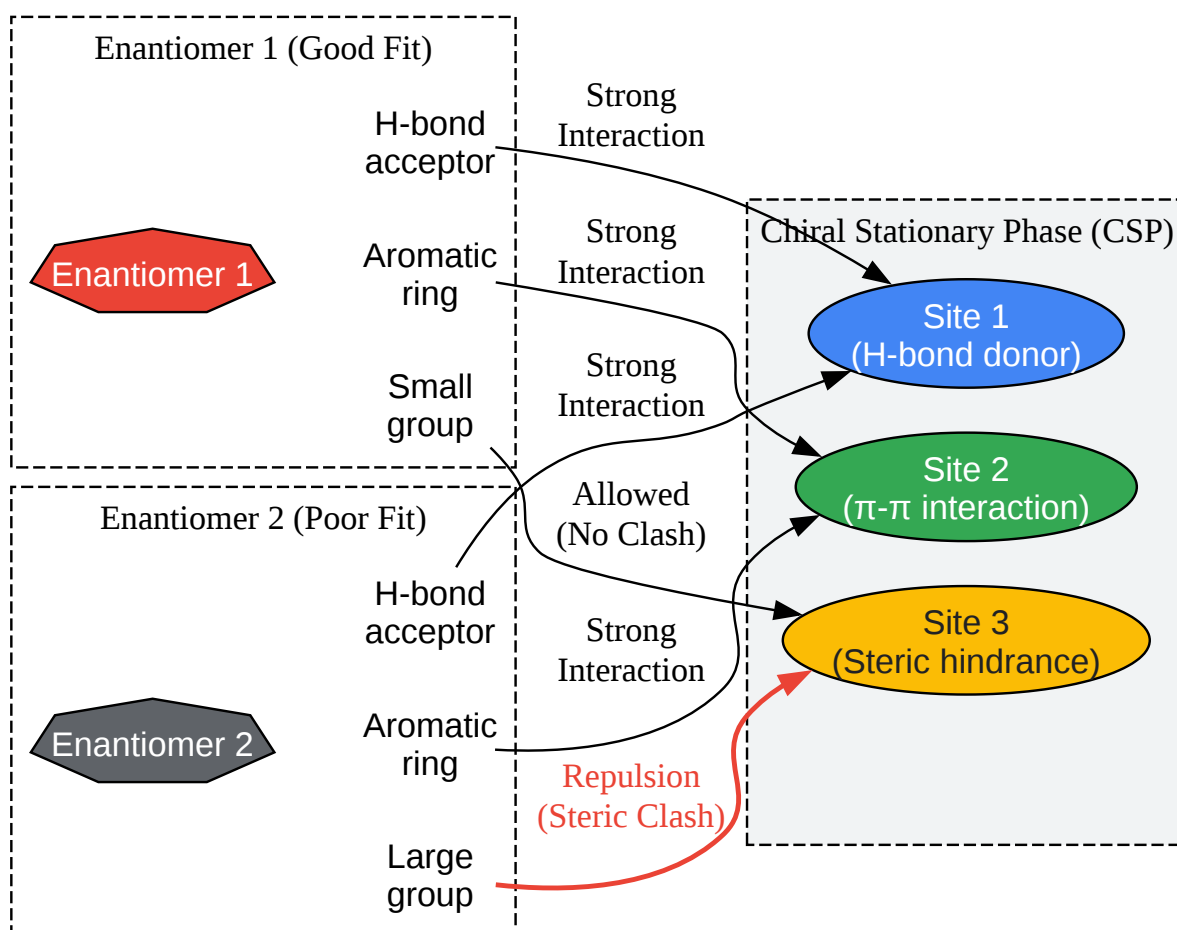 Enantiomer 1 (Good Fit)
H-bond
acceptor
Enantiomer 1
Aromatic
ring
Small
group
Strong
Interaction
Strong
Interaction
Strong
Interaction
Allowed
(No Clash)
Strong
Interaction
Repulsion
(Steric Clash)
Chiral Stationary Phase (CSP)
Site 1
(H-bond donor)
Site 2
(π-π interaction)
Site 3
(Steric hindrance)
Enantiomer 2 (Poor Fit)
H-bond
acceptor
Enantiomer 2
Aromatic
ring
Large
group